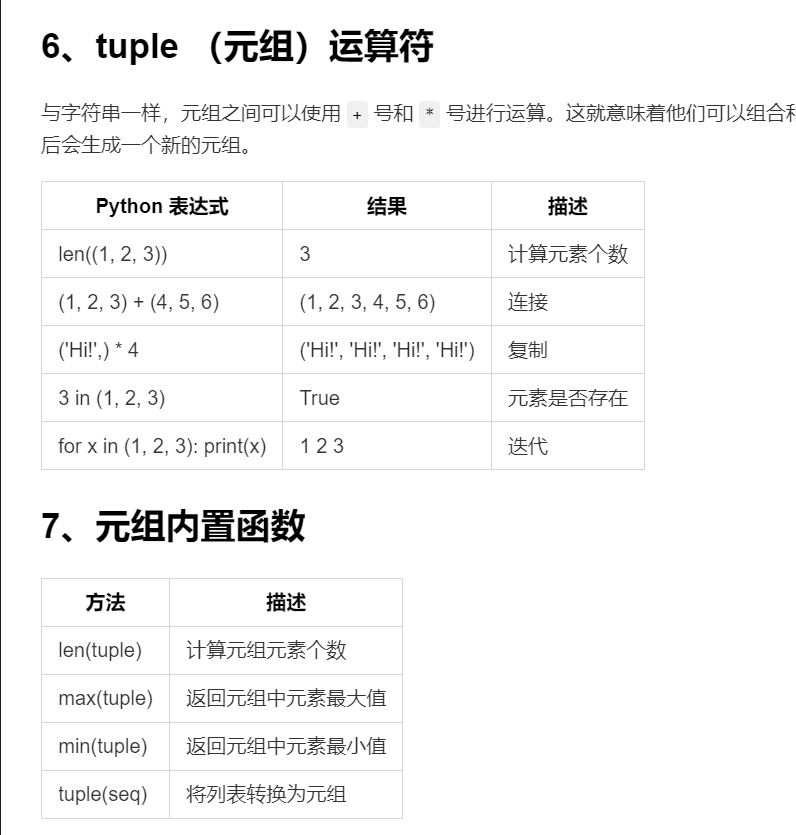 6、tuple （元组）运算符
与字符串一样，元组之间可以使用 + 号和 * 号进行运算。这就意味着他们可以组合和
后会生成一个新的元组。
Python 表达式 结果 描述
len((1, 2, 3)) 3 计算元素个数
(1, 2, 3) + (4, 5, 6) (1, 2, 3, 4, 5, 6) 连接
('Hi!',) * 4 ('Hi!', 'Hi!', 'Hi!', 'Hi!') 复制
3 in (1, 2, 3) True 元素是否存在
for x in (1, 2, 3): print(x) 1 2 3 迭代
7、元组内置函数
方法 描述
len(tuple) 计算元组元素个数
max(tuple) 返回元组中元素最大值
min(tuple) 返回元组中元素最小值
tuple(seq) 将列表转换为元组